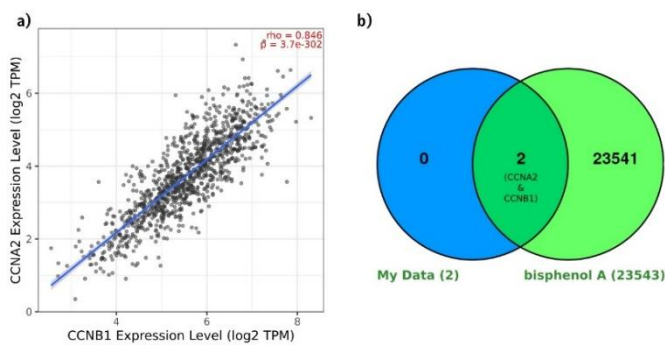 a)
rho = 0.846
p = 3.7e-302
CCNA2 Expression Level (log2 TPM)
6
4
2
0
4
6
8
CCNB1 Expression Level (log2 TPM)
b)
0
2
(CCNA2
&
CCNB1)
23541
My Data (2)
bisphenol A (23543)